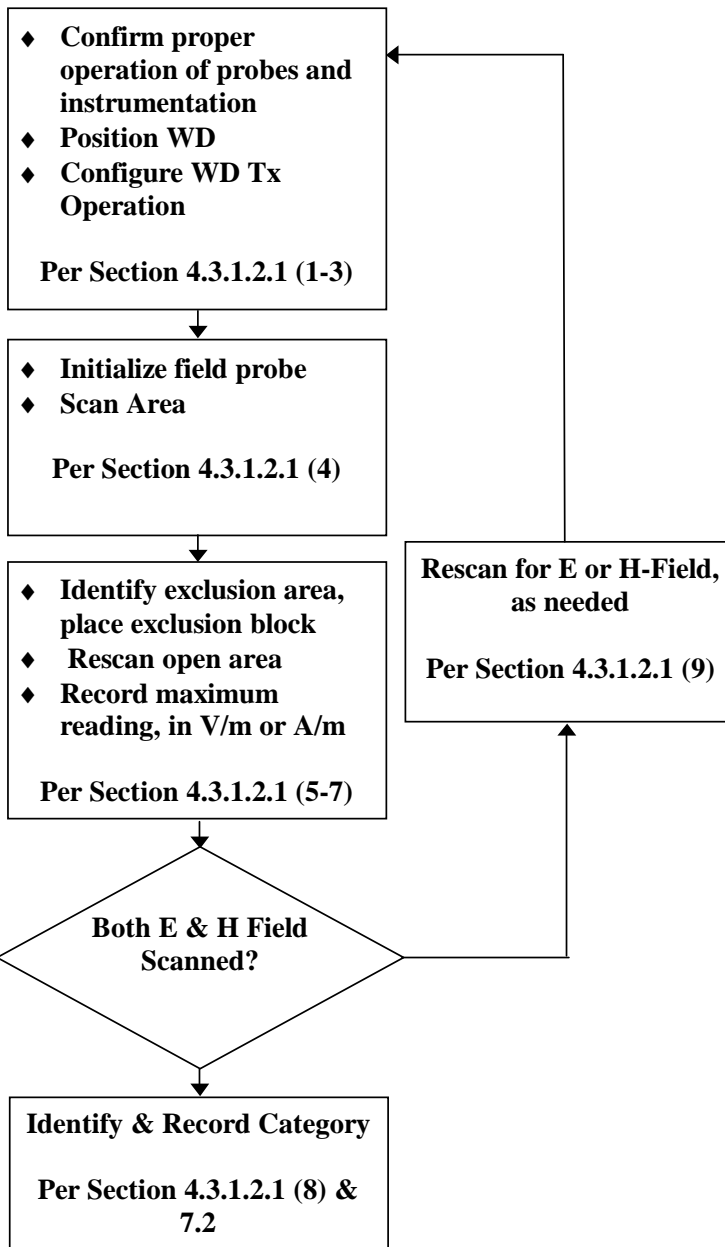 ♦ Confirm proper
operation of probes and
instrumentation
♦ Position WD
♦ Configure WD Tx
Operation
Per Section 4.3.1.2.1 (1-3)
♦ Initialize field probe
♦ Scan Area
Per Section 4.3.1.2.1 (4)
♦ Identify exclusion area,
place exclusion block
♦ Rescan open area
♦ Record maximum
reading, in V/m or A/m
Per Section 4.3.1.2.1 (5-7)
Rescan for E or H-Field,
as needed
Per Section 4.3.1.2.1 (9)
Both E & H Field
Scanned?
Identify & Record Category
Per Section 4.3.1.2.1 (8) &
7.2